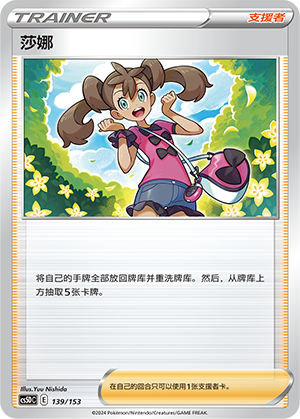 TRAINER 支援者
莎娜
将自己的手牌全部放回牌库并重洗牌库。然后，从牌库上
方抽取5张卡牌。
Illus.Yuu Nishida
cs5D C E 139/153
在自己的回合只可以使用1张支援者卡。
©2024 Pokémon/Nintendo/Creatures/GAME FREAK.